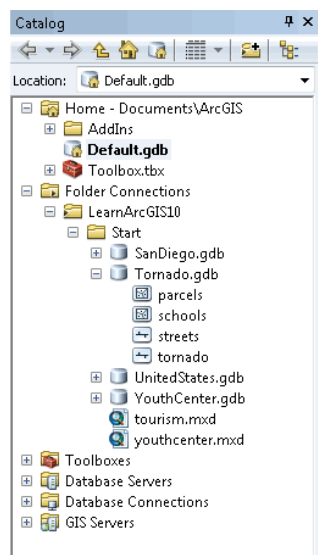 Catalog
Location: Default.gdb
Home - Documents\ArcGIS
AddIns
Default.gdb
Toolbox.tbx
Folder Connections
LearnArcGIS10
Start
SanDiego.gdb
Tornado.gdb
parcels
schools
streets
tornado
UnitedStates.gdb
YouthCenter.gdb
tourism.mxd
youthcenter.mxd
Toolboxes
Database Servers
Database Connections
GIS Servers